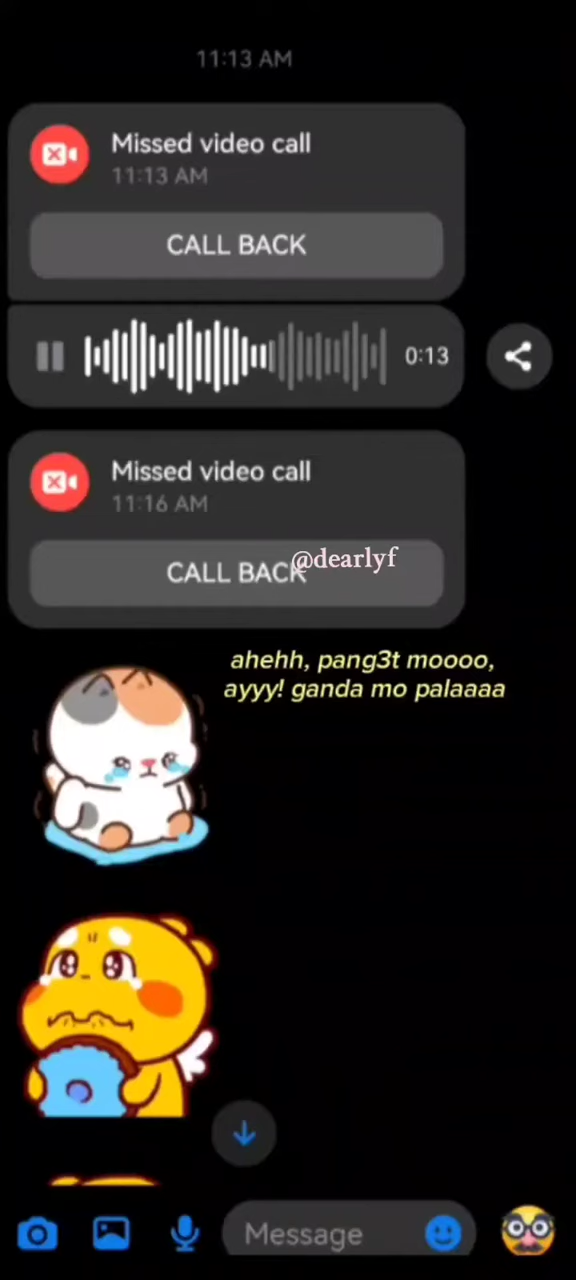 11:13 AM
Missed video call
11:13 AM
CALL BACK
0:13
Missed video call
11:16 AM
CALL BACK
@dearlyf
ahehh, pang3t moooo,
ayyy! ganda mo palaaaa
Message